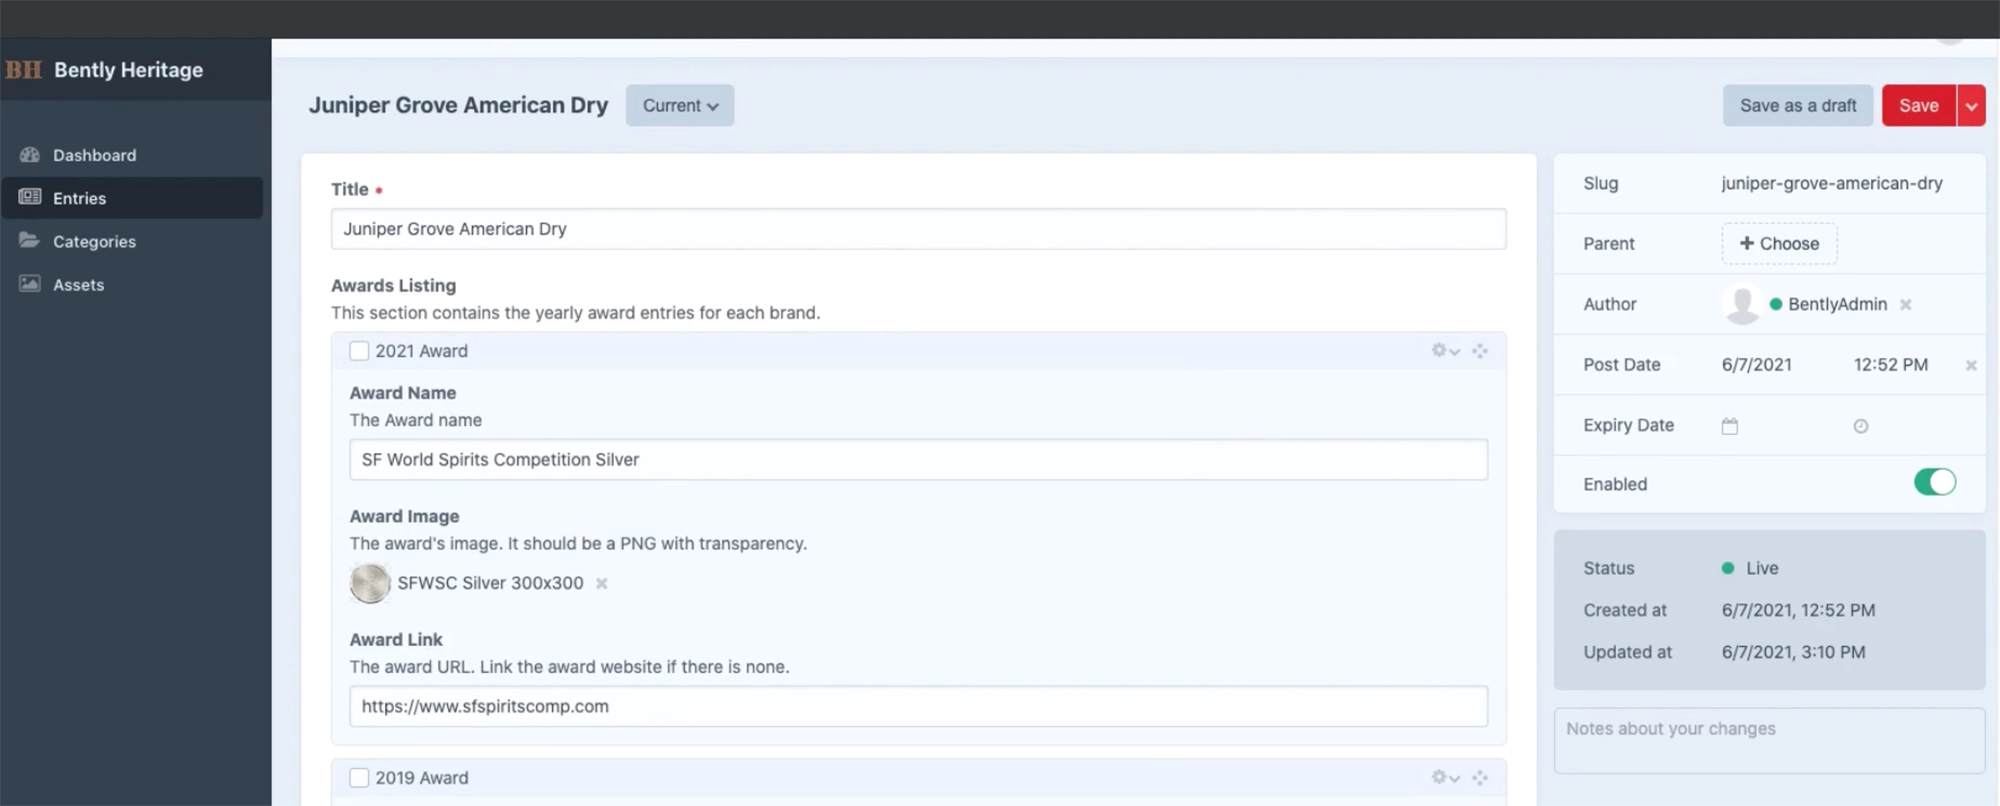 BH Bently Heritage
Dashboard
Entries
Categories
Assets
Juniper Grove American Dry
Current
Save as a draft
Save
Title *
Juniper Grove American Dry
Awards Listing
This section contains the yearly award entries for each brand.
2021 Award
Award Name
The Award name
SF World Spirits Competition Silver
Award Image
The award's image. It should be a PNG with transparency.
SFWSC Silver 300x300
Award Link
The award URL. Link the award website if there is none.
https://www.sfspiritscomp.com
2019 Award
Slug juniper-grove-american-dry
Parent + Choose
Author BentlyAdmin
Post Date 6/7/2021 12:52 PM
Expiry Date
Enabled
Status Live
Created at 6/7/2021, 12:52 PM
Updated at 6/7/2021, 3:10 PM
Notes about your changes